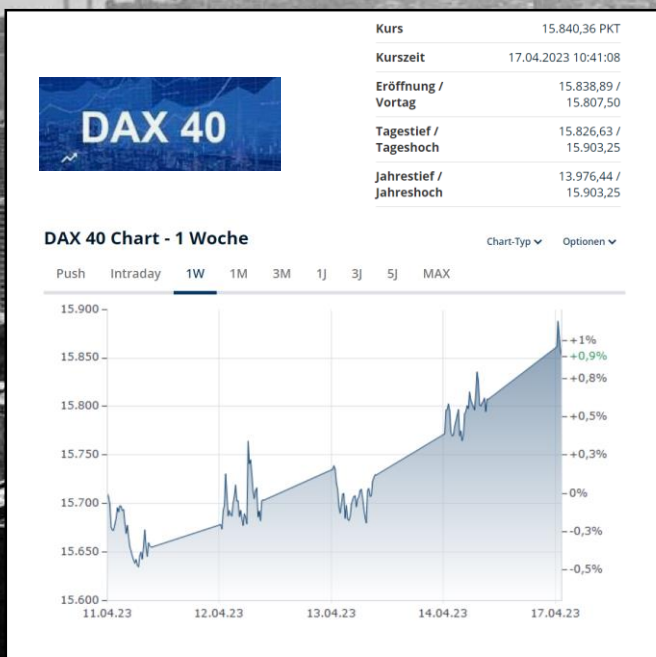 Kurs 15.840,36 PKT
Kurszeit 17.04.2023 10:41:08
Eröffnung / 15.838,89 /
Vortag 15.807,50
Tagestief / 15.826,63 /
Tageshoch 15.903,25
Jahrestief / 13.976,44 /
Jahreshoch 15.903,25
DAX 40
DAX 40 Chart - 1 Woche
Chart-Typ Optionen
Push Intraday 1W 1M 3M 1J 3J 5J MAX
15.900
+1%
15.850
+0,9%
+0,8%
15.800
+0,5%
15.750
+0,3%
15.700
0%
-0,3%
15.650
-0,5%
15.600
11.04.23 12.04.23 13.04.23 14.04.23 17.04.23